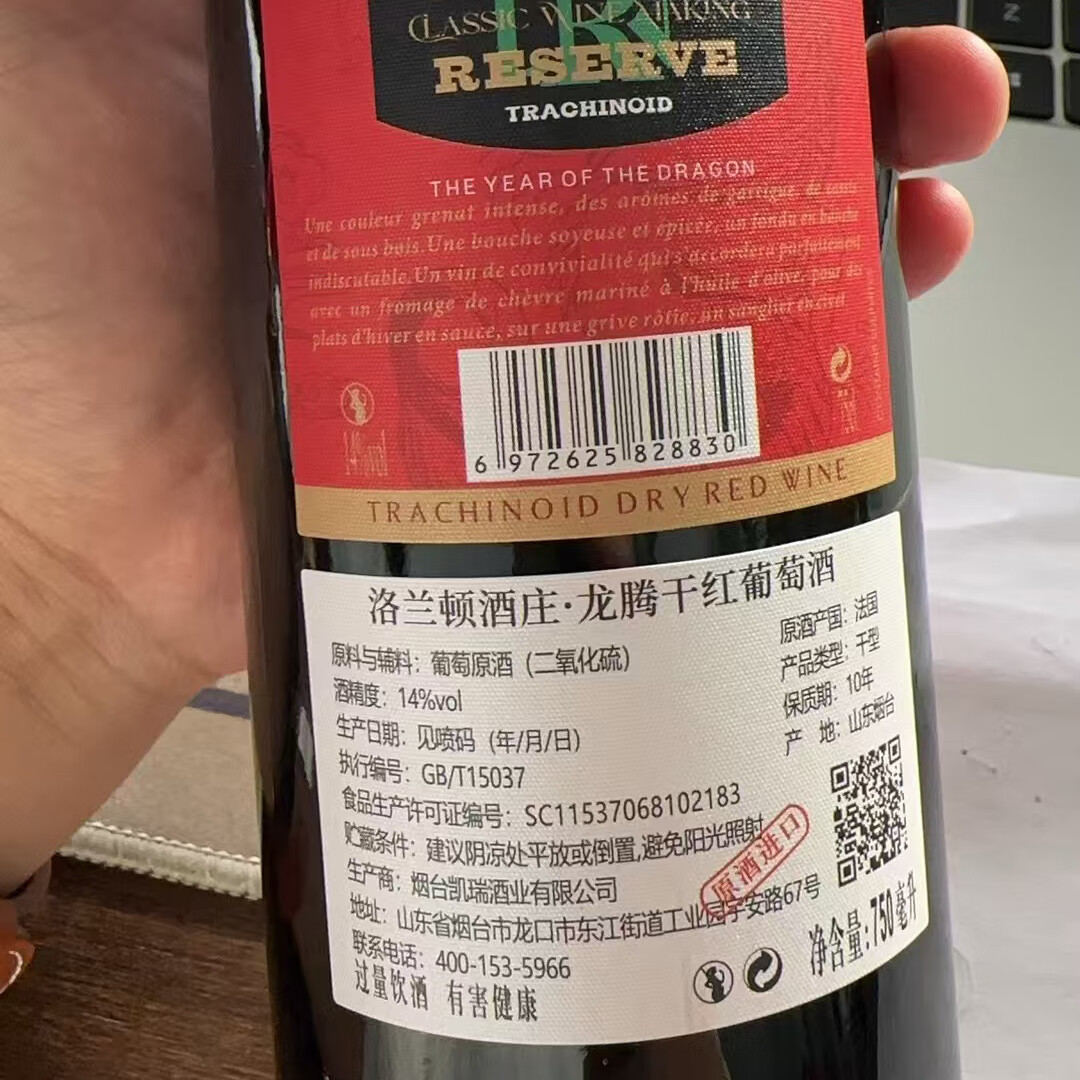 CLASSIC WINE MAKING
RESERVE
TRACHINOID
THE YEAR OF THE DRAGON
Une couleur grenat intense, des arômes de garrigue, de
et de sous bois. Une bouche soyeuse et épicée, un fondu en bouche
indiscutable. Un vin de convivialité qui s'accordera parfaitement
avec un fromage de chèvre mariné à l'huile d'olive, pour des
plats d'hiver en sauce, sur une grive rôtie, un sanglier en civet
14%vol
6 972625 828830
TRACHINOID DRY RED WINE
洛兰顿酒庄·龙腾干红葡萄酒
原料与辅料：葡萄原酒（二氧化硫）
酒精度：14%vol
生产日期：见喷码（年/月/日）
执行编号：GB/T15037
食品生产许可证编号：SC11537068102183
贮藏条件：建议阴凉处平放或倒置,避免阳光照射
生产商：烟台凯瑞酒业有限公司
地址：山东省烟台市龙口市东江街道工业园宇安路67号
联系电话：400-153-5966
过量饮酒 有害健康
原酒产国：法国
产品类型：干型
保质期：10年
产 地：山东烟台
原酒进口
净含量:750毫升